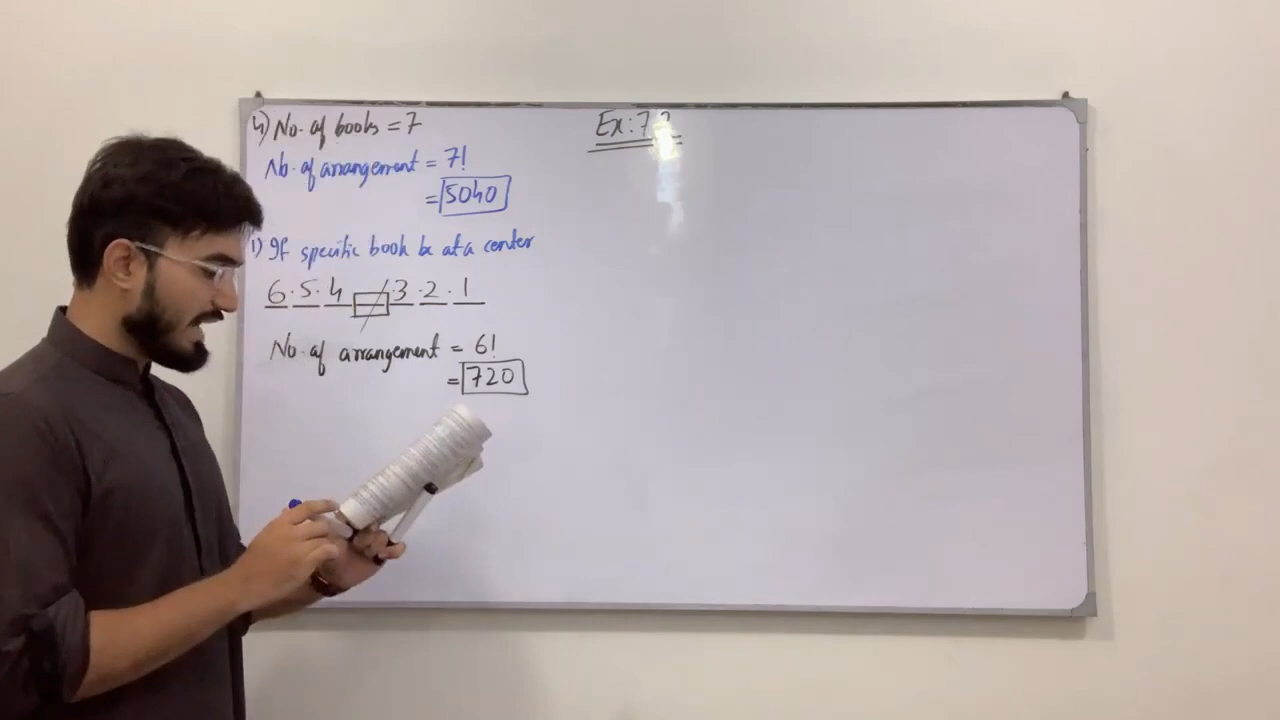 4) No. of books = 7
No. of arrangement = 7!
= 5040
1) If specific book be at a center
6.5.4 3.2.1
No. of arrangement = 6!
= 720
Ex: 7